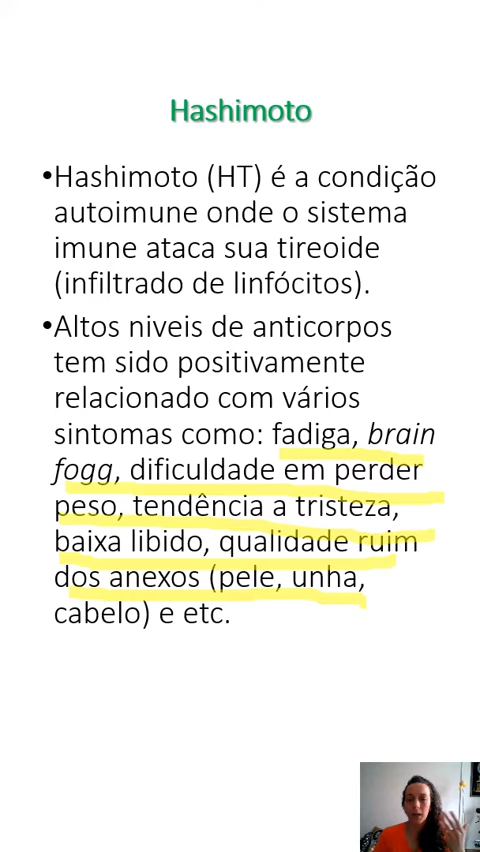 Hashimoto
•Hashimoto (HT) é a condição
autoimune onde o sistema
imune ataca sua tireoide
(infiltrado de linfócitos).
•Altos niveis de anticorpos
tem sido positivamente
relacionado com vários
sintomas como: fadiga, brain
fogg, dificuldade em perder
peso, tendência a tristeza,
baixa libido, qualidade ruim
dos anexos (pele, unha,
cabelo) e etc.